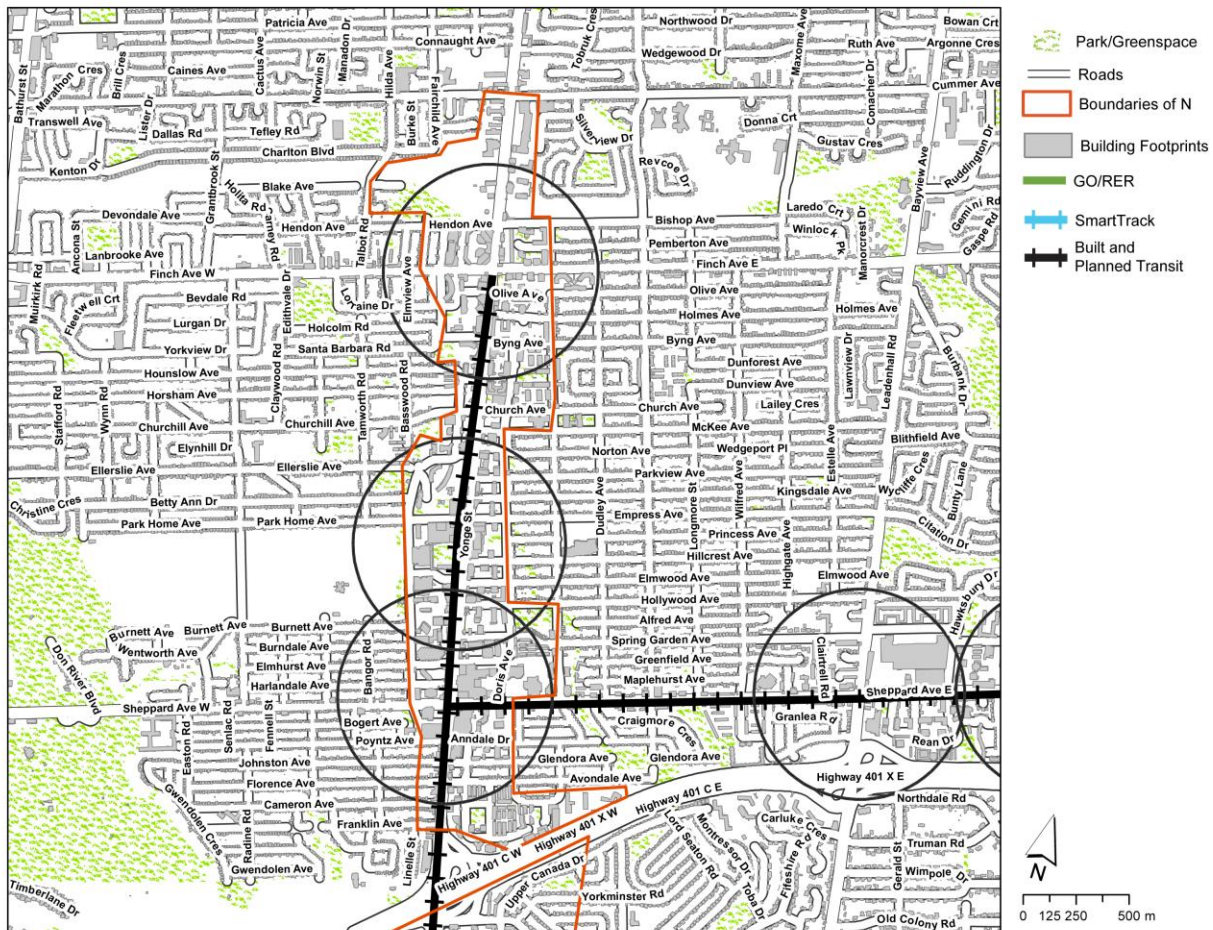 Patricia Ave
Northwood Dr
Bowan Crt
Connaught Ave
Tobruk Cres
Maxome Ave
Ruth Ave
Argonne Cres
Wedgewood Dr
Bathurst St
Marathon Cres
Brill Cres
Caines Ave
Cactus Ave
Norwin St
Manadon Dr
Hilda Ave
Fairchild Ave
Conacher Dr
Cummer Ave
Transwell Ave
Lister Dr
Dallas Rd
Tefley Rd
Burke St
Silverview Dr
Donna Crt
Gustav Cres
Kenton Dr
Charlton Blvd
Grantbrook St
Revcoe Dr
Bayview Ave
Ruddington Dr
Blake Ave
Holita Rd
Carney Rd
Talbot Rd
Devondale Ave
Hendon Ave
Hendon Ave
Bishop Ave
Laredo Crt
Winlock Pk
Manorcrest Dr
Gemini Rd
Gaspe Rd
Ancona St
Lanbrooke Ave
Pemberton Ave
Finch Ave W
Finch Ave E
Muirkirk Rd
Fleetwell Crt
Bevdale Rd
Edithvale Dr
Lorraine Dr
Elmview Ave
Olive Ave
Olive Ave
Lurgan Dr
Holcolm Rd
Holmes Ave
Holmes Ave
Yorkview Dr
Santa Barbara Rd
Byng Ave
Byng Ave
Burbank Dr
Hounslow Ave
Claywood Rd
Basswood Rd
Dunforest Ave
Lawnview Dr
Leadenhall Rd
Stafford Rd
Wynn Rd
Horsham Ave
Tamworth Rd
Dunview Ave
Church Ave
Church Ave
Lailey Cres
Churchill Ave
Churchill Ave
McKee Ave
Elynhill Dr
Norton Ave
Wedgeport Pl
Estelle Ave
Blithfield Ave
Ellerslie Ave
Ellerslie Ave
Parkview Ave
Wycliffe Cres
Bunty Lane
Christine Cres
Betty Ann Dr
Dudley Ave
Longmore St
Wilfred Ave
Kingsdale Ave
Park Home Ave
Park Home Ave
Yonge St
Empress Ave
Citation Dr
Princess Ave
Hillcrest Ave
Highgate Ave
Elmwood Ave
Elmwood Ave
Hollywood Ave
Hawksbury Dr
Burnett Ave
Burnett Ave
Burnett Ave
Alfred Ave
Wentworth Ave
Burndale Ave
Bangor Rd
Spring Garden Ave
Clairtrell Rd
Don River Blvd
Elmhurst Ave
Doris Ave
Greenfield Ave
Harlandale Ave
Maplehurst Ave
Sheppard Ave W
Sheppard Ave E
Easton Rd
Senlac Rd
Fennell St
Bogert Ave
Craigmore Cres
Granlea Rd
Poyntz Ave
Anndale Dr
Rean Dr
Johnston Ave
Glendora Ave
Glendora Ave
Florence Ave
Avondale Ave
Highway 401 X E
Gwendolen Cres
Cameron Ave
Highway 401 C E
Northdale Rd
Radine Rd
Franklin Ave
Highway 401 X W
Carluke Cres
Truman Rd
Linelle St
Highway 401 C W
Lord Seaton Rd
Montressor Dr
Fifeshire Rd
Gerald St
Gwendolen Ave
Upper Canada Dr
Toba Dr
Wimpole Dr
Timberlane Dr
Yorkminster Rd
Old Colony Rd
Park/Greenspace
Roads
Boundaries of N
Building Footprints
GO/RER
SmartTrack
Built and
Planned Transit
N
0 125 250 500 m